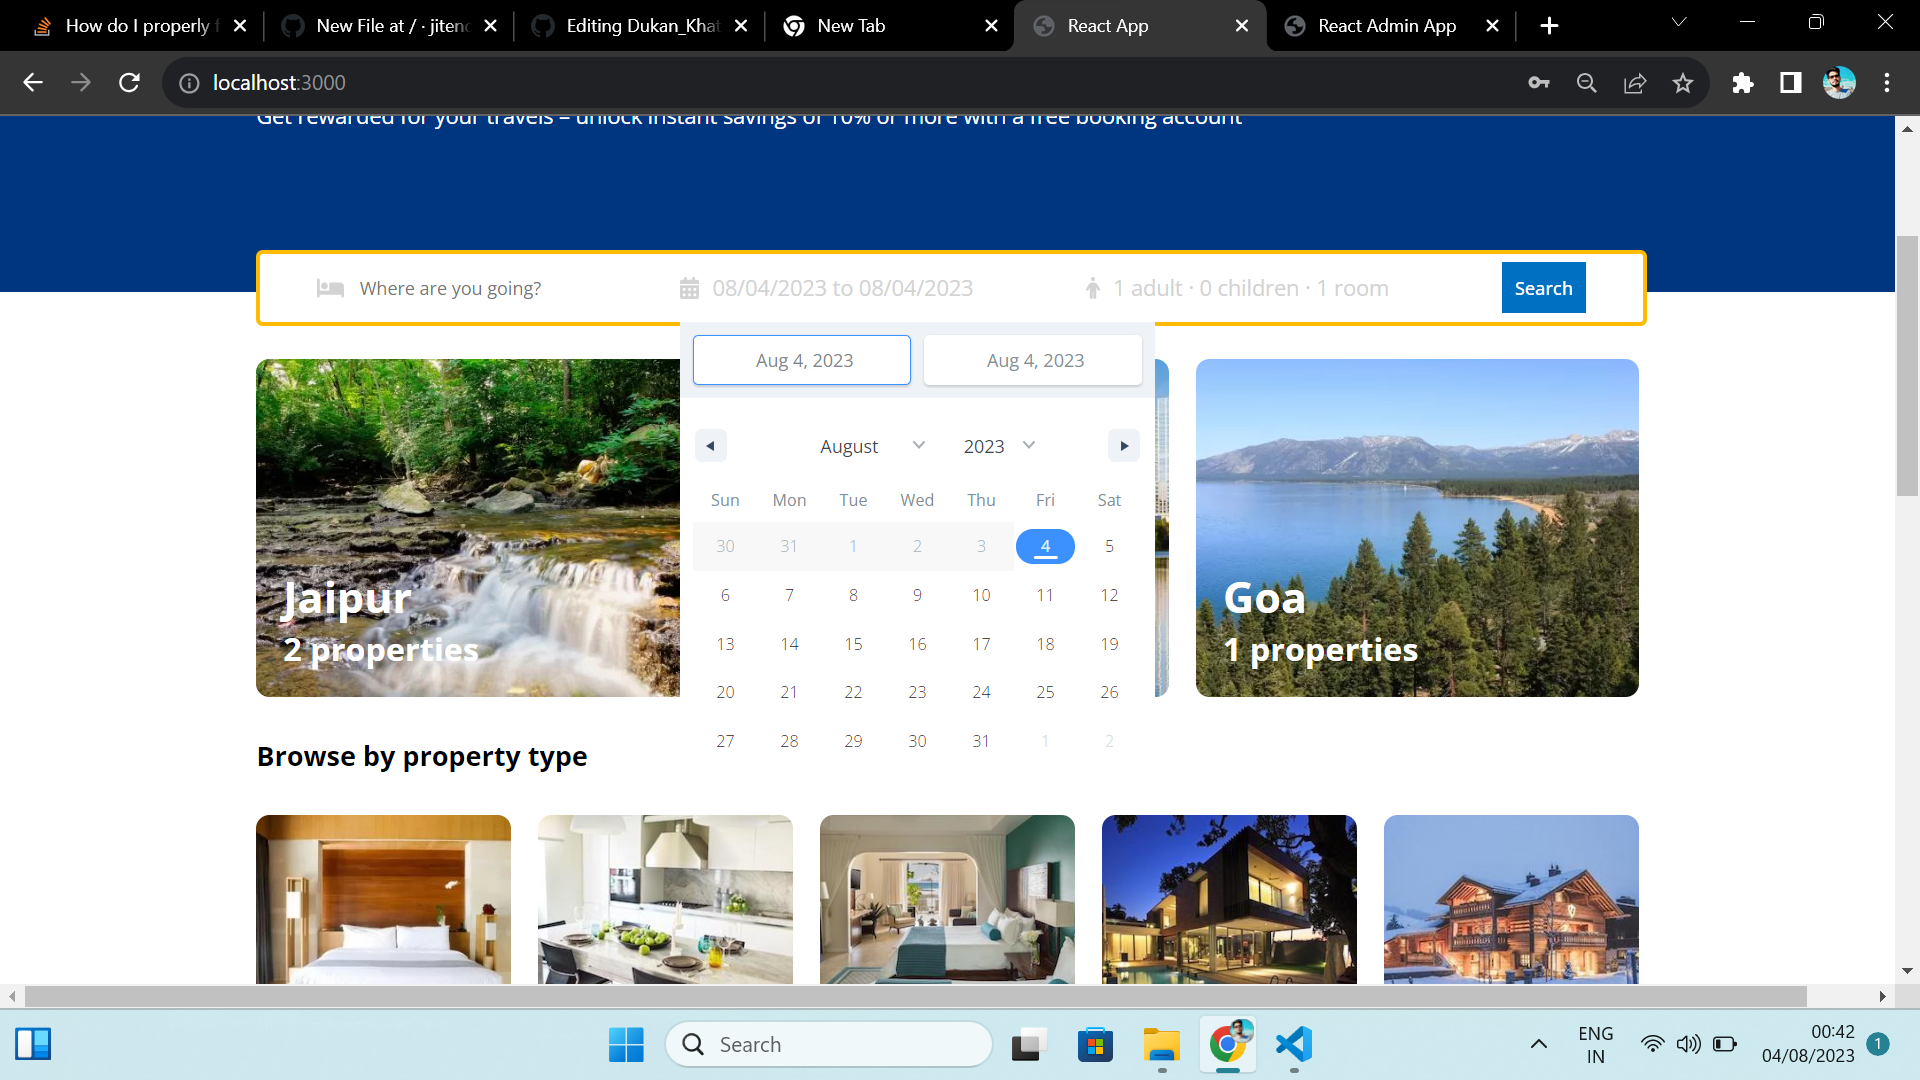 How do I properly f
New File at / · jiteno
Editing Dukan_Khat
New Tab
React App
React Admin App
localhost:3000
Get rewarded for your travels – unlock instant savings of 10% or more with a free booking account
Where are you going?
08/04/2023 to 08/04/2023
1 adult · 0 children · 1 room
Search
Aug 4, 2023
Aug 4, 2023
August
2023
Sun Mon Tue Wed Thu Fri Sat
30 31 1 2 3 4 5
6 7 8 9 10 11 12
13 14 15 16 17 18 19
20 21 22 23 24 25 26
27 28 29 30 31 1 2
Jaipur
2 properties
Goa
1 properties
Browse by property type
Search
ENG
IN
00:42
04/08/2023
1